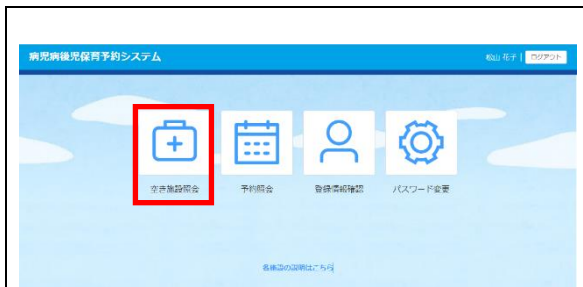 病児病後児保育予約システム
松山 花子 | ログアウト
空き施設照会 予約照会 登録情報確認 パスワード変更
各施設の説明はこちら